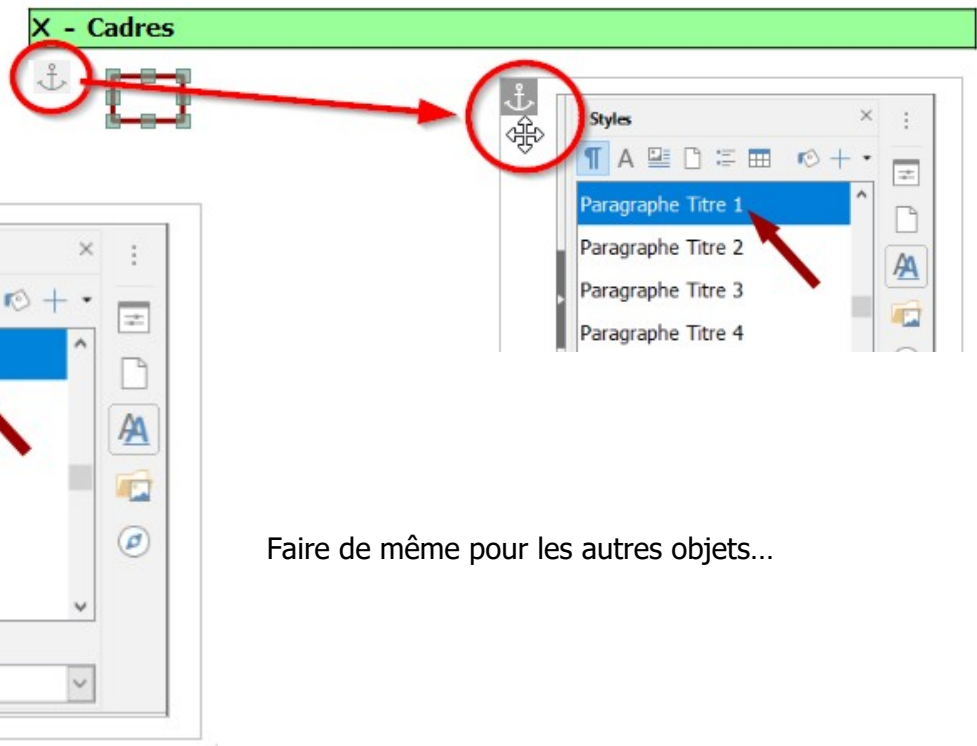 X - Cadres
Styles
Paragraphe Titre 1
Paragraphe Titre 2
Paragraphe Titre 3
Paragraphe Titre 4
Faire de même pour les autres objets…